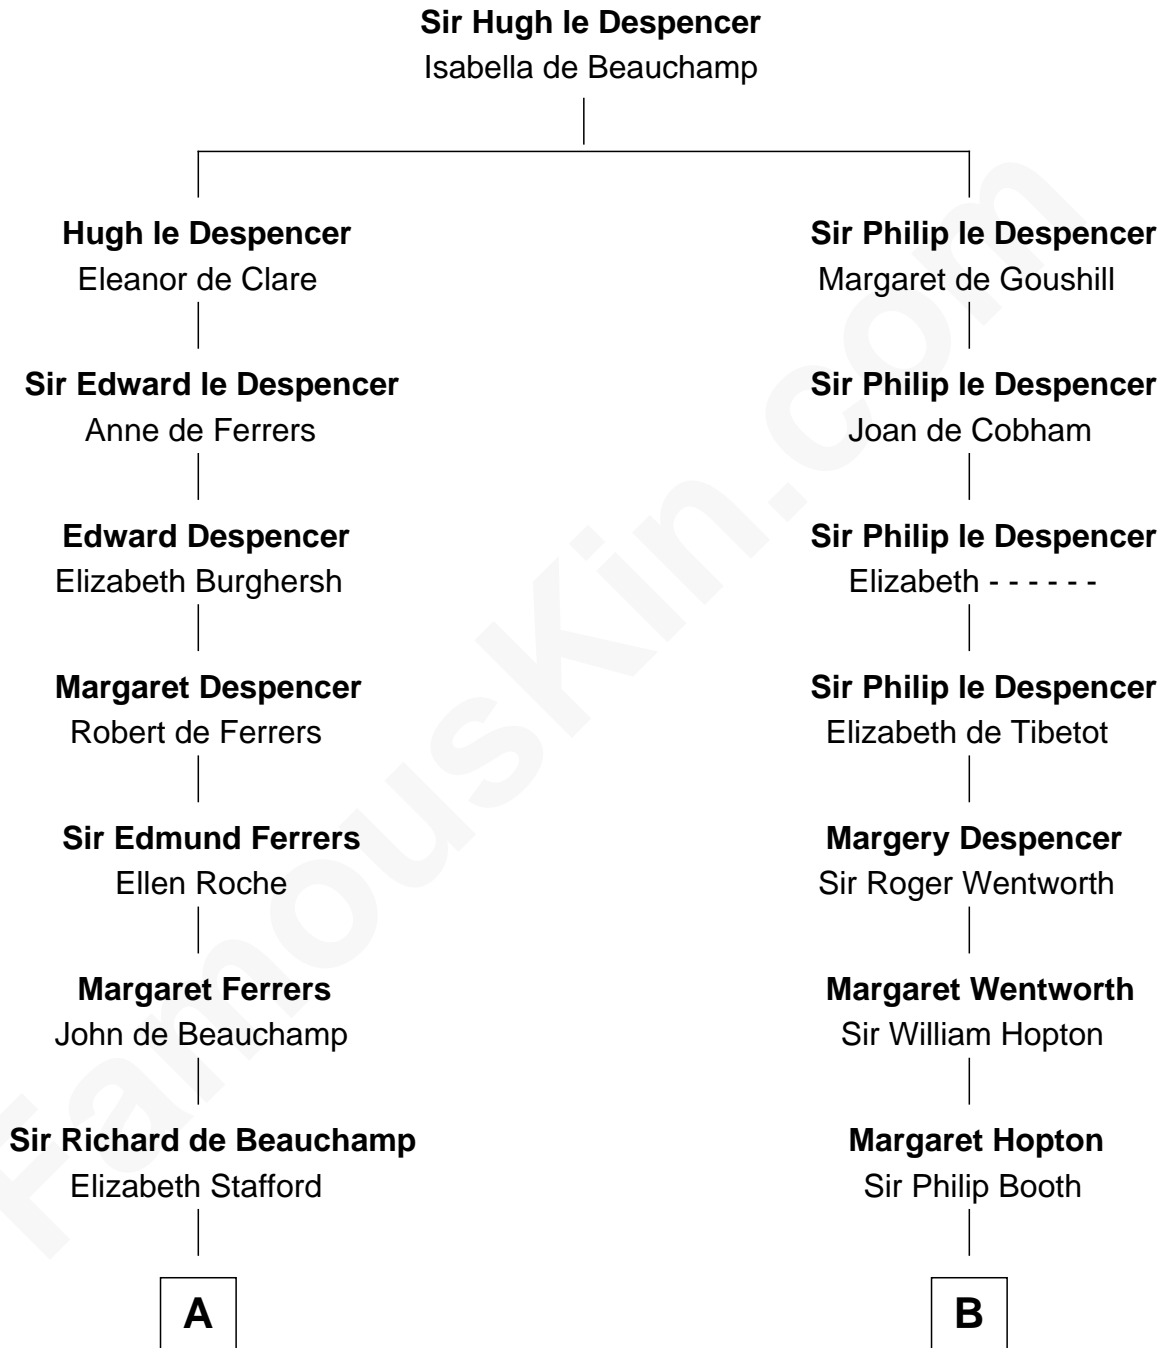 Sir Hugh le Despencer
Isabella de Beauchamp
Hugh le Despencer
Eleanor de Clare
Sir Philip le Despencer
Margaret de Goushill
Sir Edward le Despencer
Anne de Ferrers
Sir Philip le Despencer
Joan de Cobham
Edward Despencer
Elizabeth Burghersh
Sir Philip le Despencer
Elizabeth - - - - - -
Margaret Despencer
Robert de Ferrers
Sir Philip le Despencer
Elizabeth de Tibetot
Sir Edmund Ferrers
Ellen Roche
Margery Despencer
Sir Roger Wentworth
Margaret Ferrers
John de Beauchamp
Margaret Wentworth
Sir William Hopton
Sir Richard de Beauchamp
Elizabeth Stafford
Margaret Hopton
Sir Philip Booth
A
B
FamousKin.com